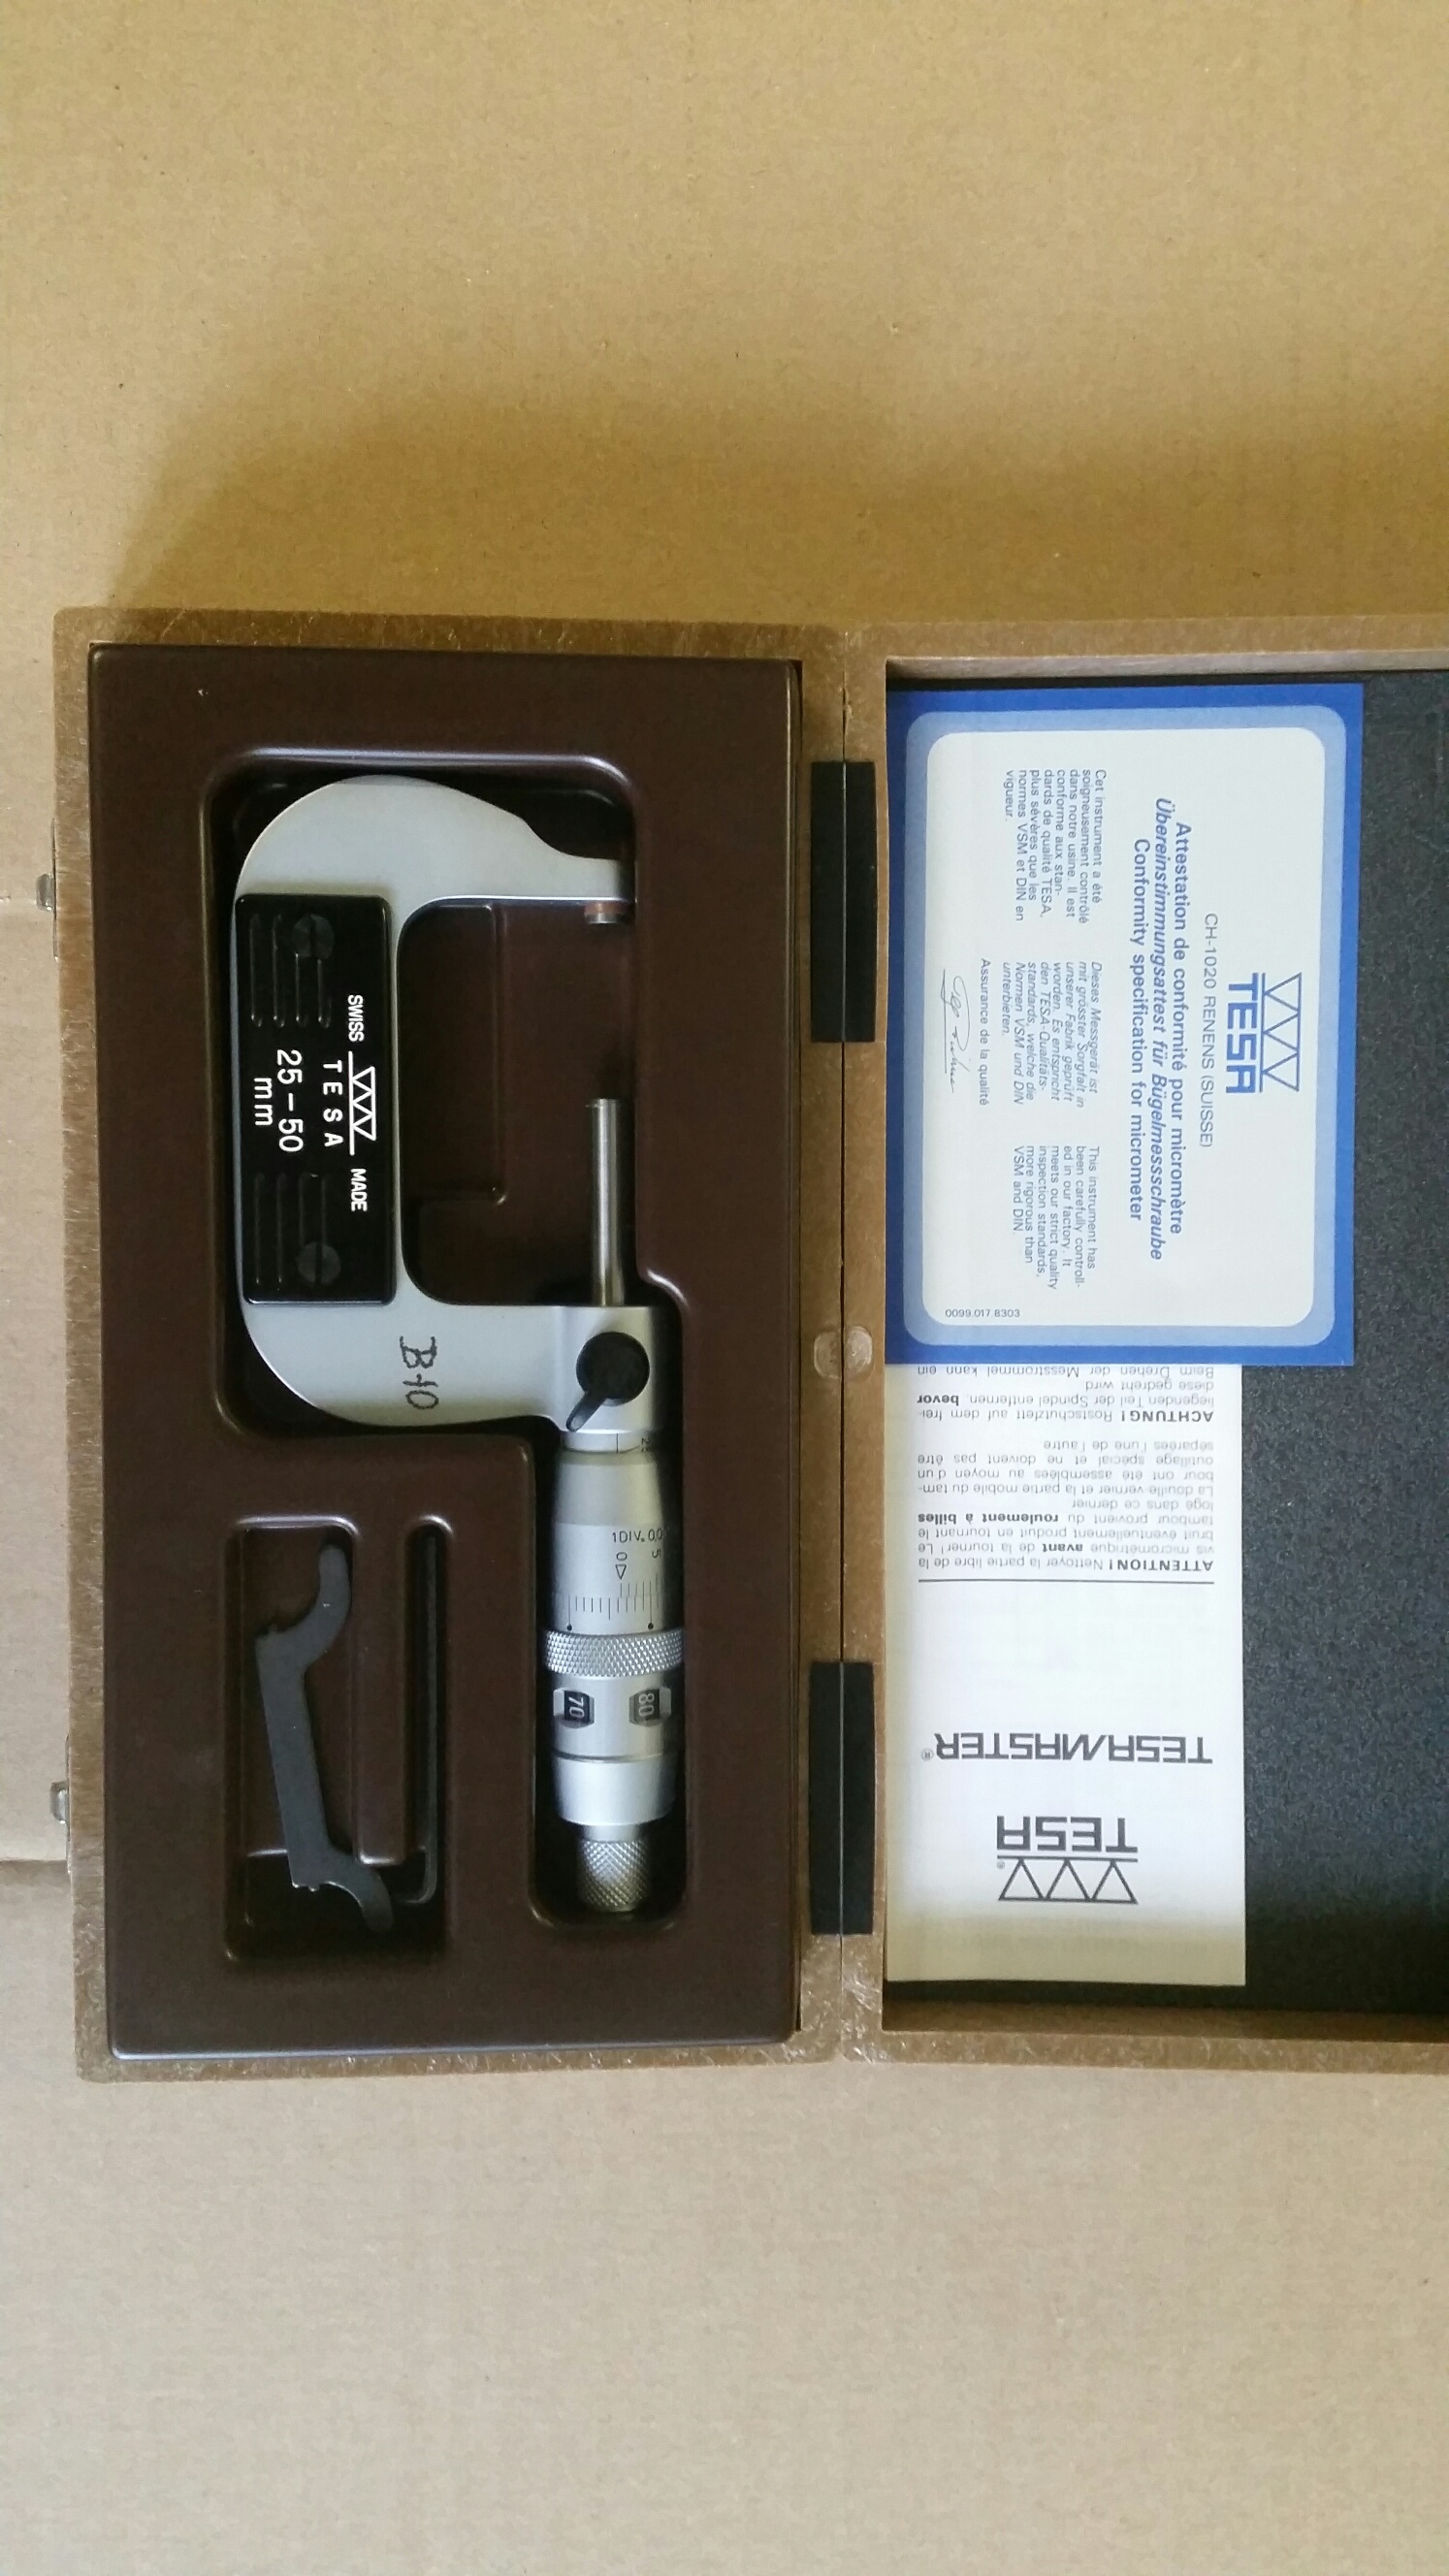 SWISS MADE
TESA
25-50
mm
B10
1 DIV.
0
5
70
80
TESA
CH-1020 RENENS (SUISSE)
Attestation de conformité pour micromètre
Übereinstimmungsattest für Bügelmessschraube
Conformity specification for micrometer
Cet instrument a été
soigneusement contrôlé
dans notre usine. Il est
conforme aux stan-
dards de qualité TESA,
plus sévères que les
normes VSM et DIN en
vigueur.
Dieses Messgerät ist
mit grösster Sorgfalt in
unserer Fabrik geprüft
worden. Es entspricht
den TESA-Qualitäts-
standards, welche die
Normen VSM und DIN
unterbieten.
This instrument has
been carefully controll-
ed in our factory. It
meets our strict quality
inspection standards,
more rigorous than
VSM and DIN.
Assurance de la qualité
0099.017 8303
TESA®
TESAMASTER®
ATTENTION! Nettoyer la partie libre de la
vis micrométrique avant de la tourner! Le
bruit éventuellement produit en tournant le
tambour provient du roulement à billes
logé dans ce dernier
La douille-vernier et la partie mobile du tam-
bour ont été assemblées au moyen d'un
outillage spécial et ne doivent pas être
séparées l'une de l'autre
ACHTUNG! Rostschutzfett auf dem frei-
liegenden Teil der Spindel entfernen, bevor
diese gedreht wird
Beim Drehen der Messtrommel kann ein